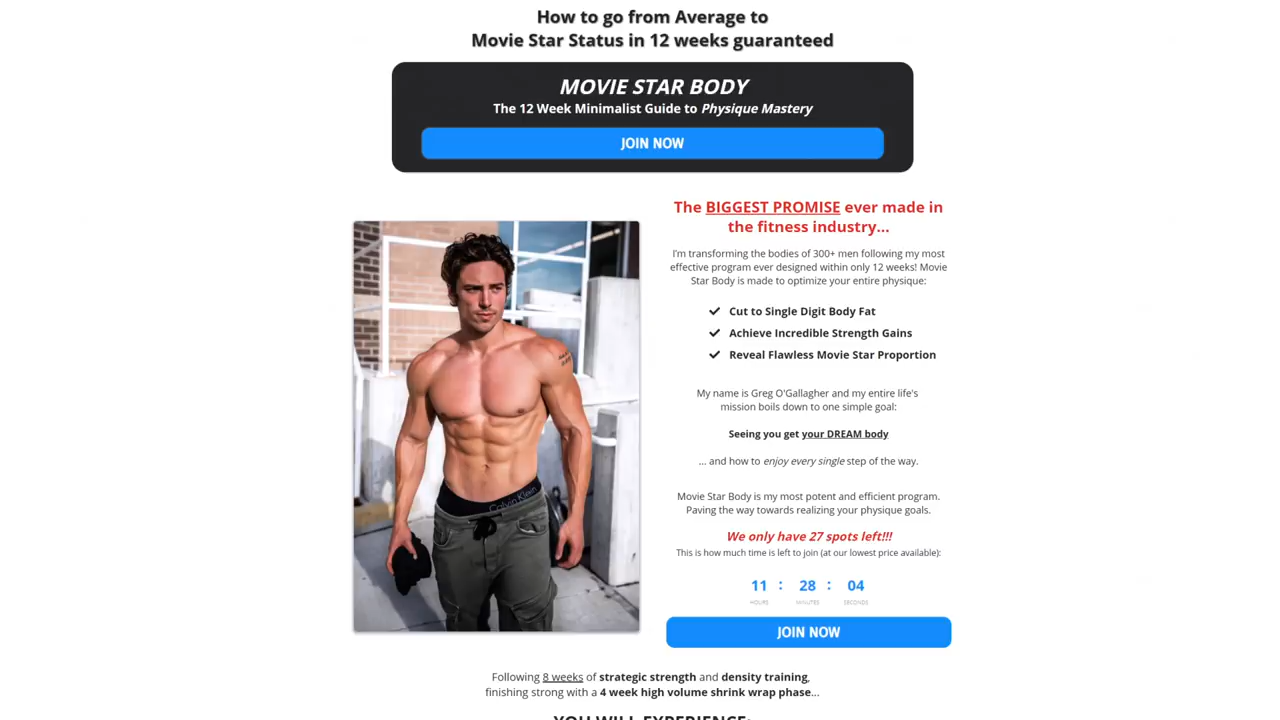 How to go from Average to
Movie Star Status in 12 weeks guaranteed
MOVIE STAR BODY
The 12 Week Minimalist Guide to Physique Mastery
JOIN NOW
The BIGGEST PROMISE ever made in
the fitness industry...
I'm transforming the bodies of 300+ men following my most
effective program ever designed within only 12 weeks! Movie
Star Body is made to optimize your entire physique:
Cut to Single Digit Body Fat
Achieve Incredible Strength Gains
Reveal Flawless Movie Star Proportion
My name is Greg O'Gallagher and my entire life's
mission boils down to one simple goal:
Seeing you get your DREAM body
... and how to enjoy every single step of the way.
Movie Star Body is my most potent and efficient program.
Paving the way towards realizing your physique goals.
We only have 27 spots left!!!
This is how much time is left to join (at our lowest price available):
11 : 28 : 04
HOURS MINUTES SECONDS
JOIN NOW
Calvin Klein
Following 8 weeks of strategic strength and density training,
finishing strong with a 4 week high volume shrink wrap phase...
YOU WILL EXPERIENCE: